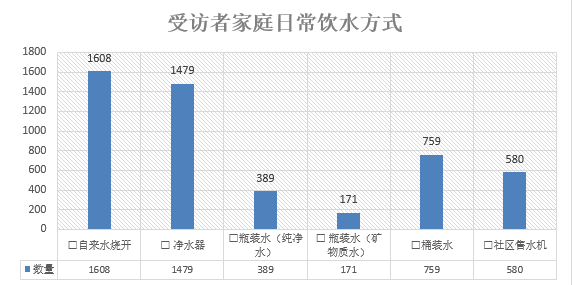 受访者家庭日常饮水方式
1800
1600
1400
1200
1000
800
600
400
200
0
1608
1479
389
171
759
580
□自来水烧开
□ 净水器
□瓶装水（纯净
水）
□ 瓶装水（矿
物质水）
□桶装水
□社区售水机
数量 1608 1479 389 171 759 580